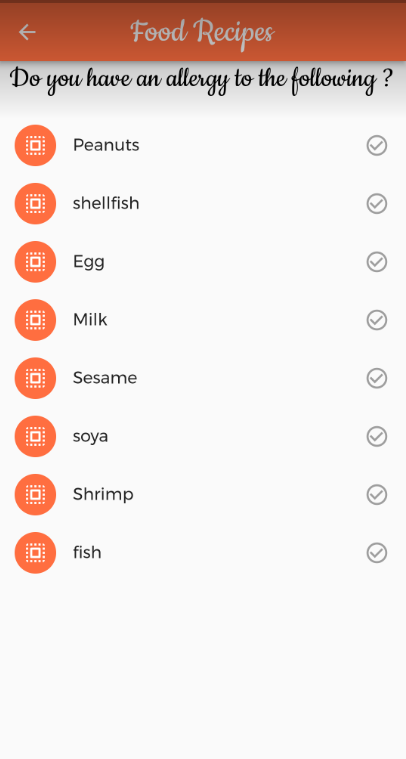 Food Recipes
Do you have an allergy to the following ?
Peanuts
shellfish
Egg
Milk
Sesame
soya
Shrimp
fish